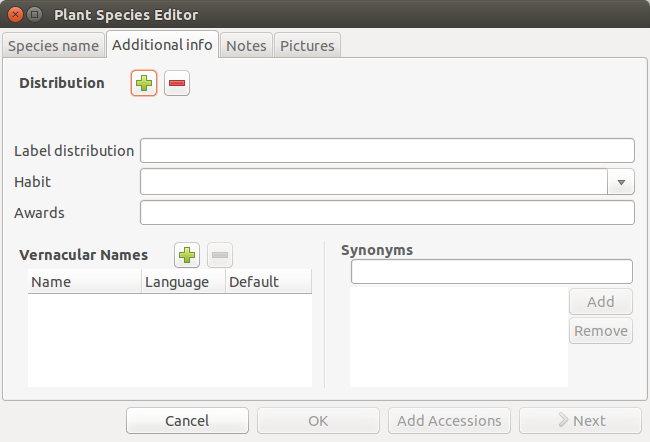 Plant Species Editor
Species name Additional info Notes Pictures
Distribution
Label distribution
Habit
Awards
Vernacular Names
Name Language Default
Synonyms
Add
Remove
Cancel OK Add Accessions Next